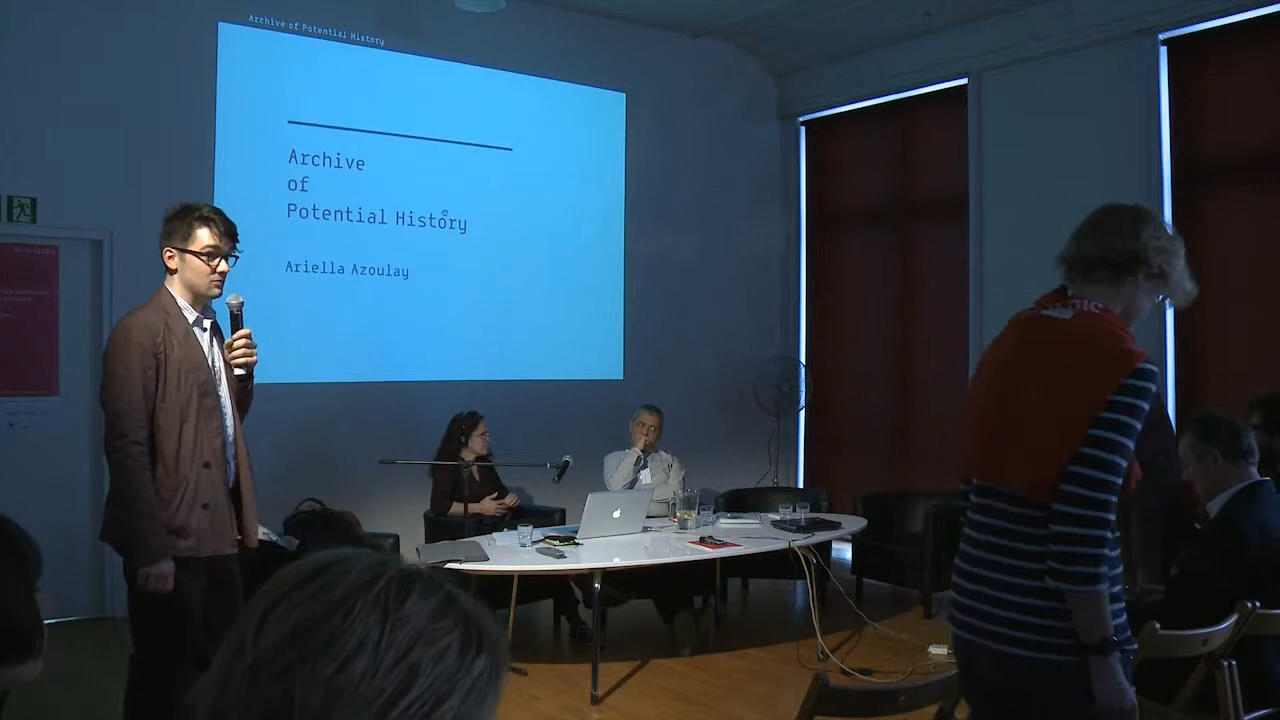 Archive of Potential History
Archive
of
Potential History
Ariella Azoulay